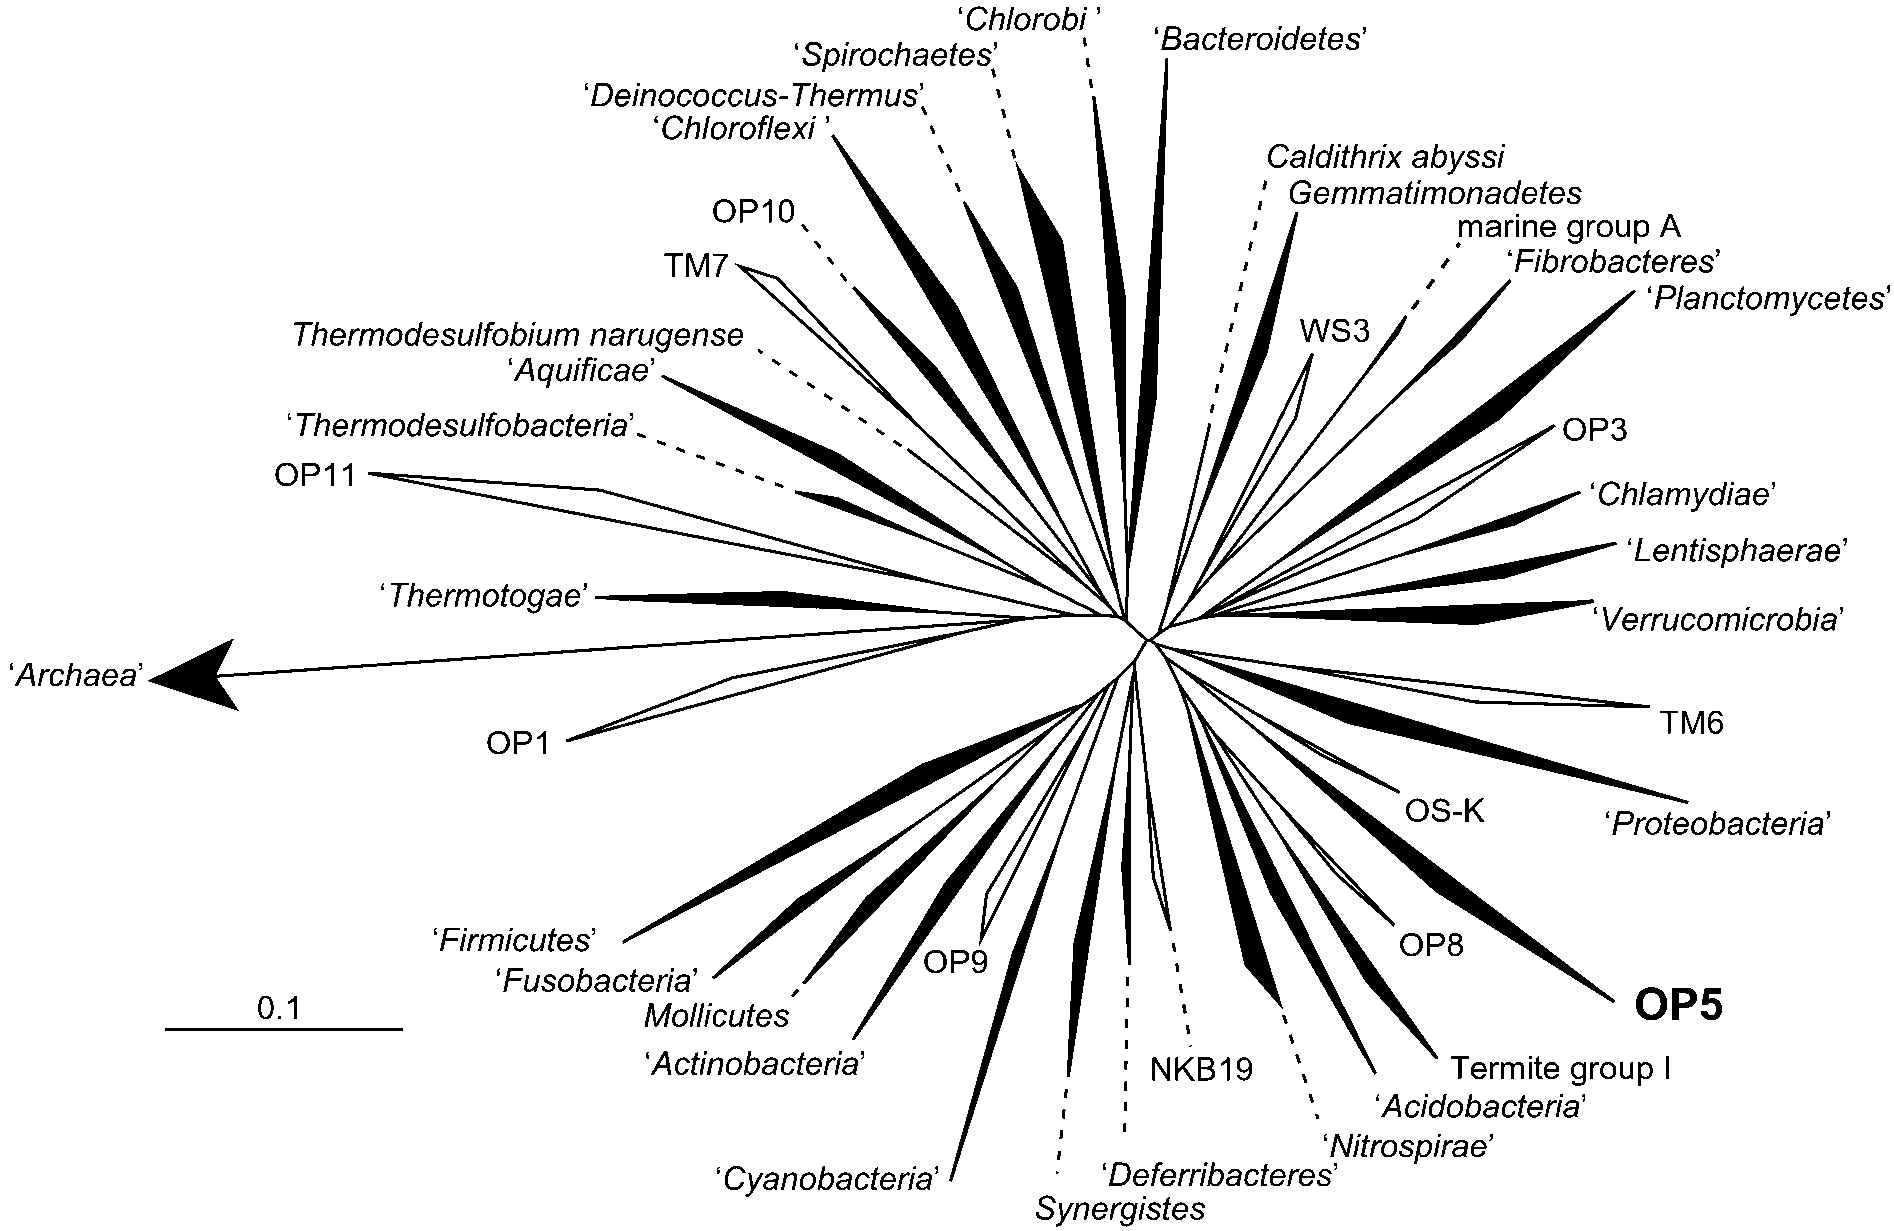 ‘Chlorobi ’
‘Bacteroidetes’
‘Spirochaetes’
‘Deinococcus-Thermus’
‘Chloroflexi ’
Caldithrix abyssi
Gemmatimonadetes
OP10
marine group A
TM7
‘Fibrobacteres’
‘Planctomycetes’
Thermodesulfobium narugense
WS3
‘Aquificae’
‘Thermodesulfobacteria’
OP3
OP11
‘Chlamydiae’
‘Lentisphaerae’
‘Thermotogae’
‘Verrucomicrobia’
‘Archaea’
TM6
OP1
OS-K
‘Proteobacteria’
‘Firmicutes’
OP8
OP9
‘Fusobacteria’
OP5
0.1
Mollicutes
‘Actinobacteria’
NKB19
Termite group I
‘Acidobacteria’
‘Nitrospirae’
‘Cyanobacteria’
‘Deferribacteres’
Synergistes